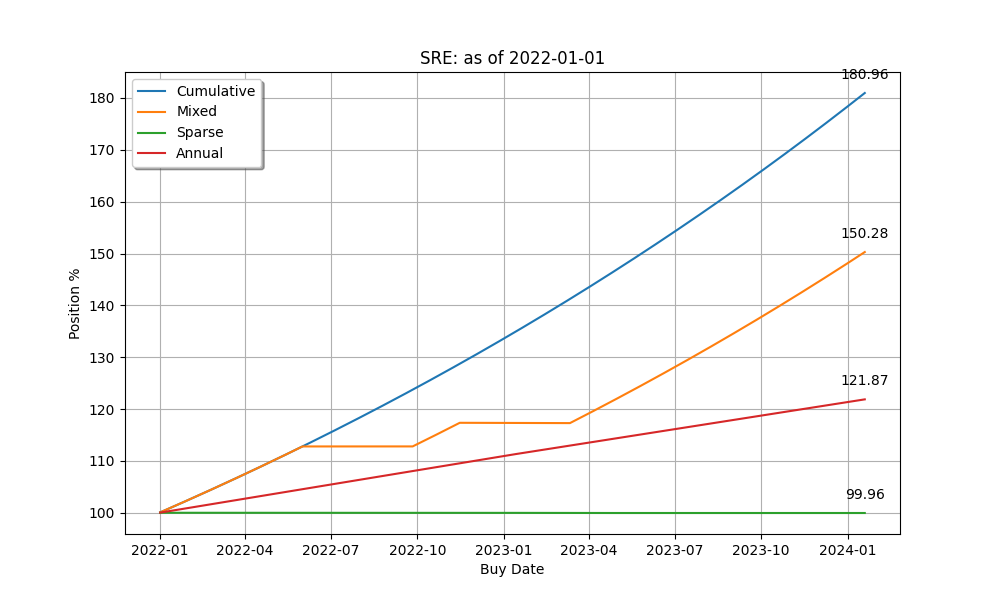 SRE: as of 2022-01-01
Cumulative
Mixed
Sparse
Annual
180.96
150.28
121.87
99.96
Position %
180
170
160
150
140
130
120
110
100
2022-01 2022-04 2022-07 2022-10 2023-01 2023-04 2023-07 2023-10 2024-01
Buy Date